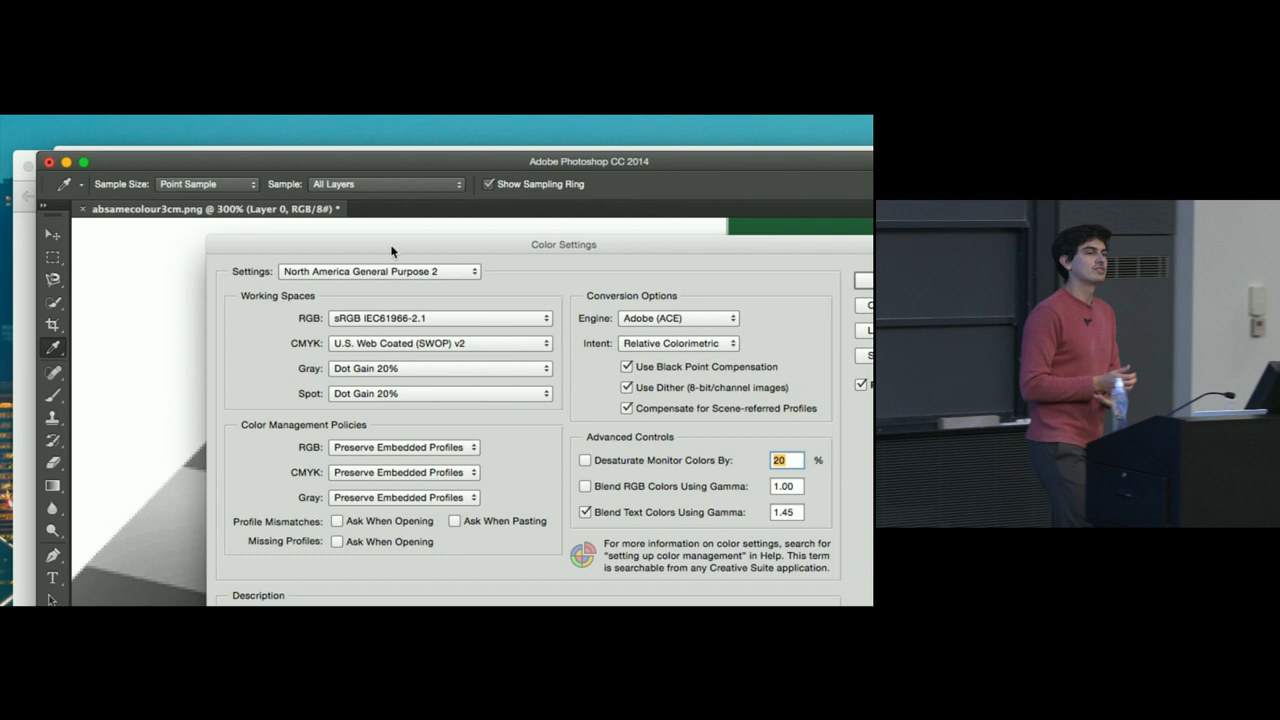 Adobe Photoshop CC 2014
Sample Size: Point Sample Sample: All Layers Show Sampling Ring
× absamecolour3cm.png @ 300% (Layer 0, RGB/8#) *
Color Settings
Settings: North America General Purpose 2
Working Spaces
RGB: sRGB IEC61966-2.1
CMYK: U.S. Web Coated (SWOP) v2
Gray: Dot Gain 20%
Spot: Dot Gain 20%
Color Management Policies
RGB: Preserve Embedded Profiles
CMYK: Preserve Embedded Profiles
Gray: Preserve Embedded Profiles
Profile Mismatches: Ask When Opening Ask When Pasting
Missing Profiles: Ask When Opening
Conversion Options
Engine: Adobe (ACE)
Intent: Relative Colorimetric
Use Black Point Compensation
Use Dither (8-bit/channel images)
Compensate for Scene-referred Profiles
Advanced Controls
Desaturate Monitor Colors By: 20 %
Blend RGB Colors Using Gamma: 1.00
Blend Text Colors Using Gamma: 1.45
For more information on color settings, search for
"setting up color management" in Help. This term
is searchable from any Creative Suite application.
Description